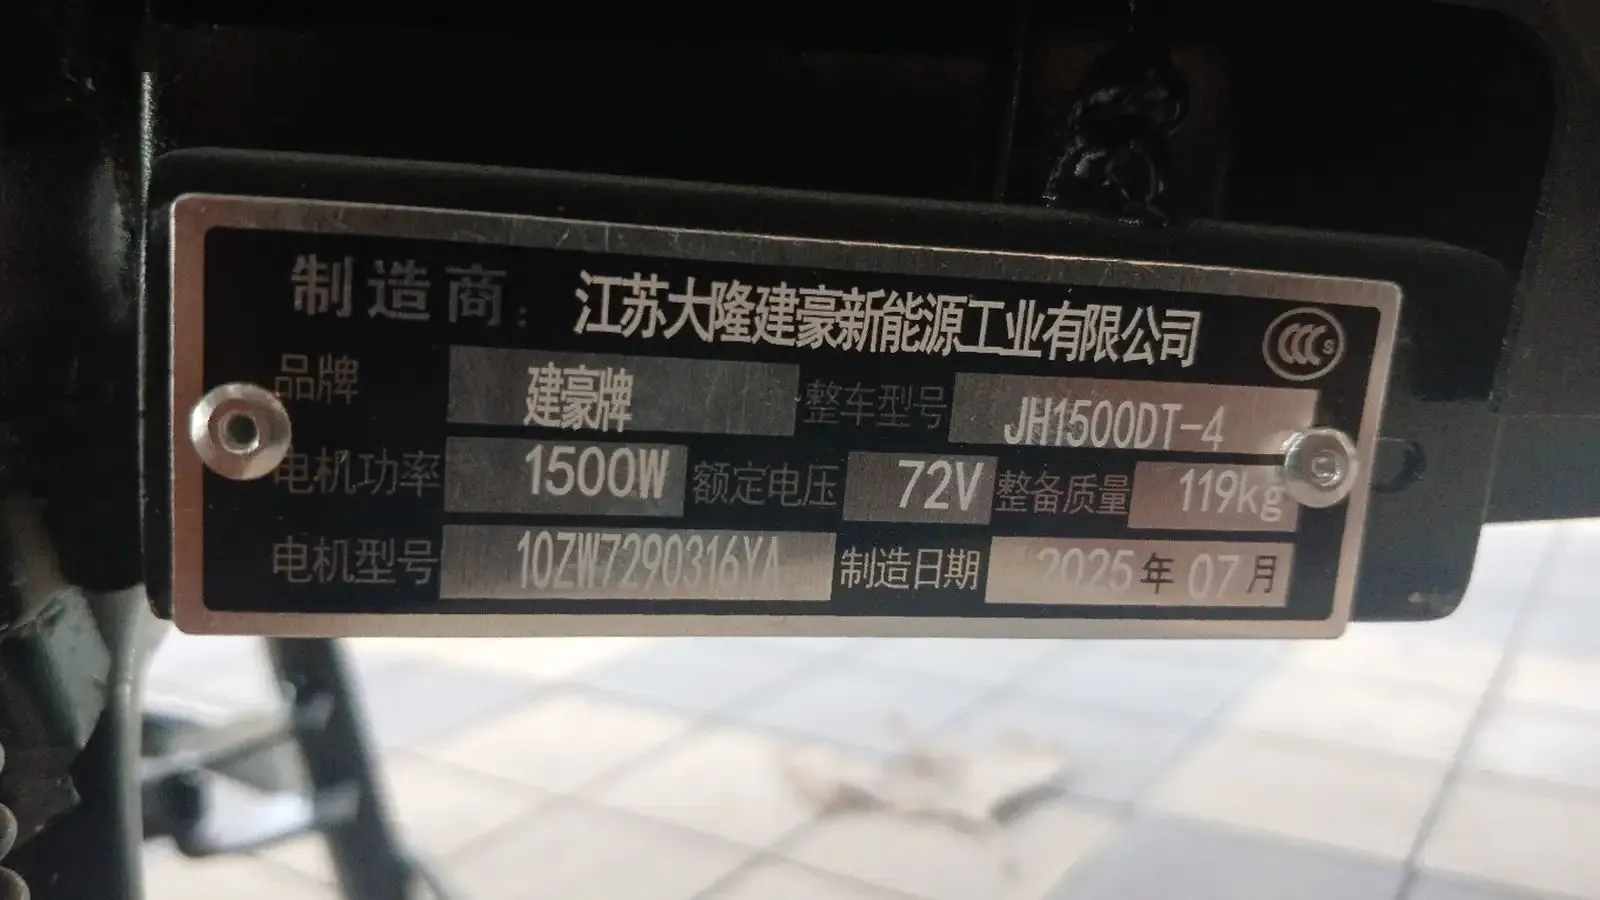 制造商：江苏大隆建豪新能源工业有限公司 CCC S
品牌 建豪牌 整车型号 JH1500DT-4
电机功率 1500W 额定电压 72V 整备质量 119kg
电机型号 10ZW7290316YA 制造日期 2025年07月